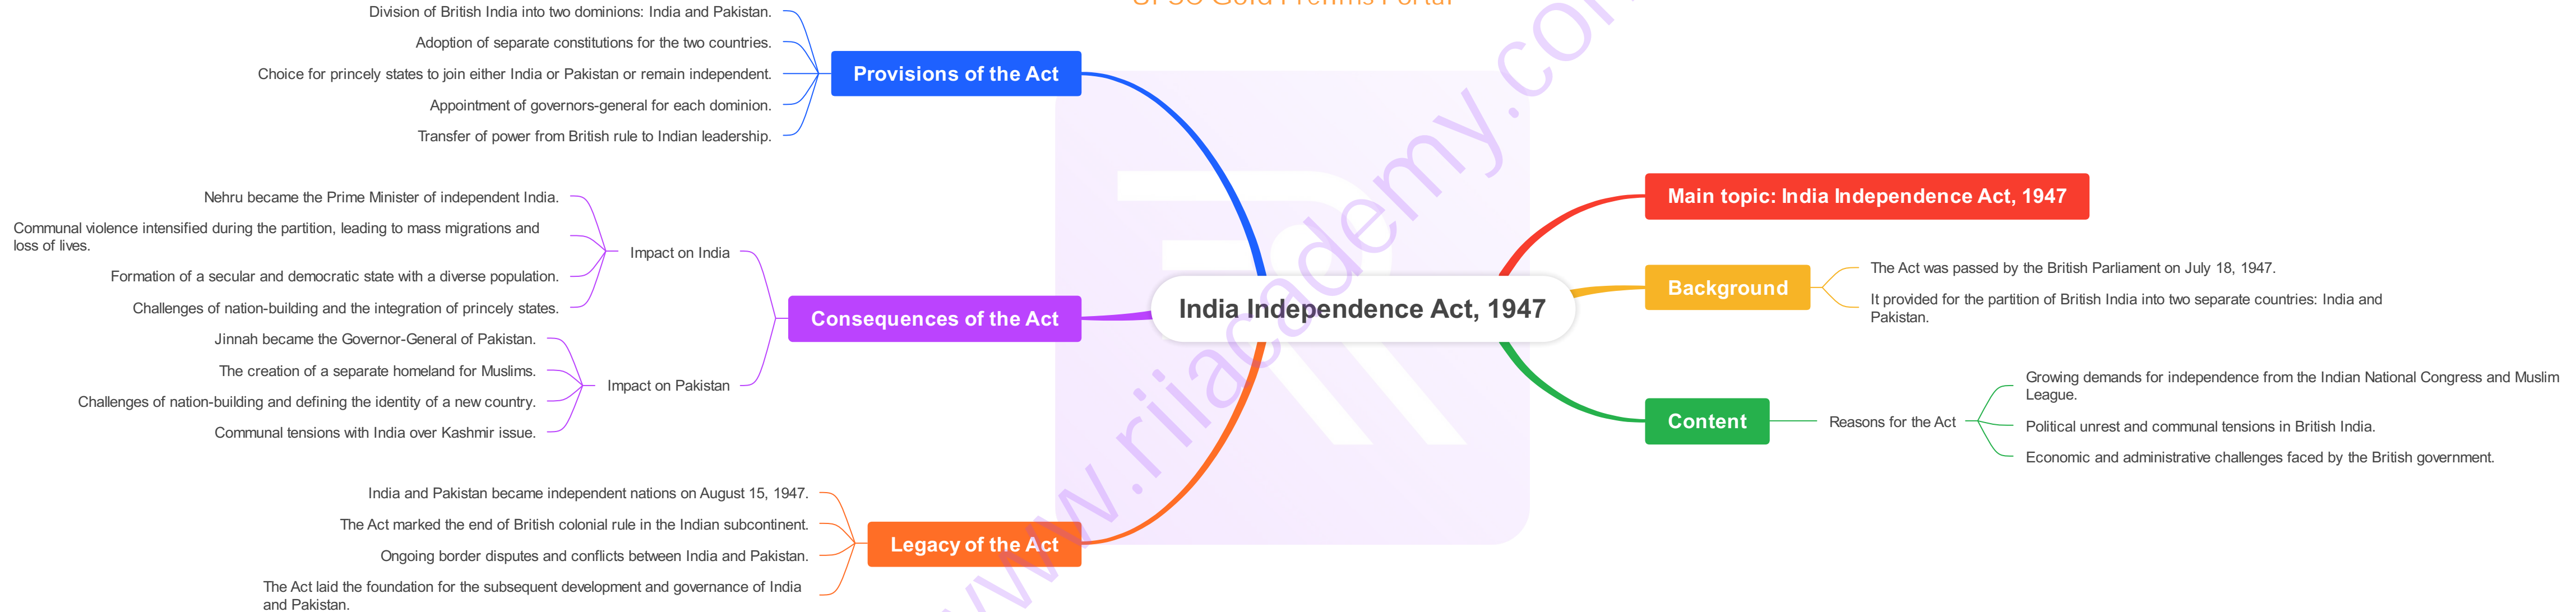 UPSC Gold Prelims Portal
Provisions of the Act
Division of British India into two dominions: India and Pakistan.
Adoption of separate constitutions for the two countries.
Choice for princely states to join either India or Pakistan or remain independent.
Appointment of governors-general for each dominion.
Transfer of power from British rule to Indian leadership.
Consequences of the Act
Impact on India
Nehru became the Prime Minister of independent India.
Communal violence intensified during the partition, leading to mass migrations and
loss of lives.
Formation of a secular and democratic state with a diverse population.
Challenges of nation-building and the integration of princely states.
Impact on Pakistan
Jinnah became the Governor-General of Pakistan.
The creation of a separate homeland for Muslims.
Challenges of nation-building and defining the identity of a new country.
Communal tensions with India over Kashmir issue.
Legacy of the Act
India and Pakistan became independent nations on August 15, 1947.
The Act marked the end of British colonial rule in the Indian subcontinent.
Ongoing border disputes and conflicts between India and Pakistan.
The Act laid the foundation for the subsequent development and governance of India
and Pakistan.
India Independence Act, 1947
Main topic: India Independence Act, 1947
Background
The Act was passed by the British Parliament on July 18, 1947.
It provided for the partition of British India into two separate countries: India and
Pakistan.
Content
Reasons for the Act
Growing demands for independence from the Indian National Congress and Muslim
League.
Political unrest and communal tensions in British India.
Economic and administrative challenges faced by the British government.